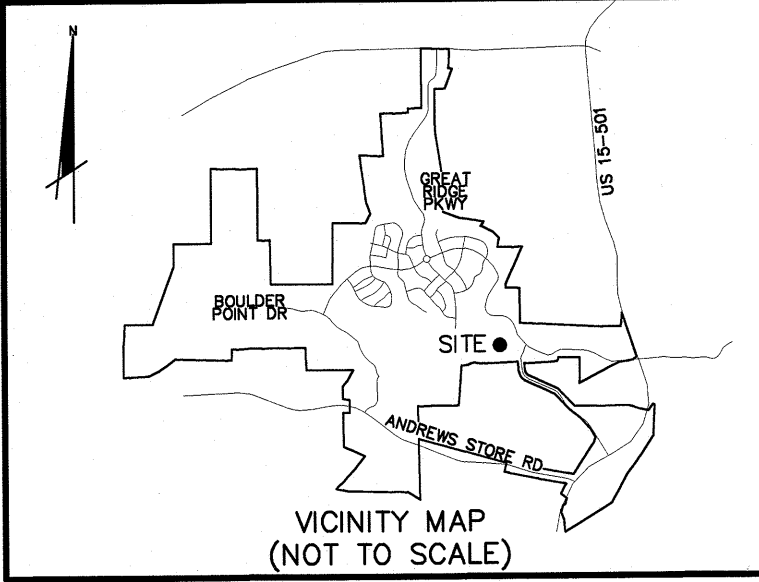 N
GREAT
RIDGE
PKWY
US 15-501
BOULDER
POINT DR
SITE
ANDREWS STORE RD
VICINITY MAP
(NOT TO SCALE)